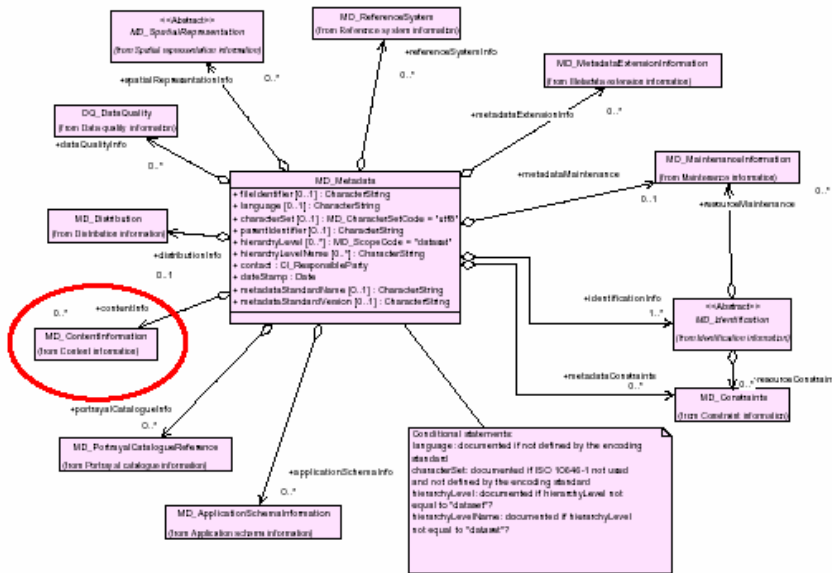 <<Abstract>>
MD_SpatialRepresentation
(from Spatial representation information)
+spatialRepresentationInfo
0..*
MD_ReferenceSystem
(from Reference system information)
+referenceSystemInfo
0..*
MD_MetadataExtensionInformation
(from Metadata extension information)
0..*
+metadataExtensionInfo
DQ_DataQuality
(from Data quality information)
+dataQualityInfo
0..*
MD_Metadata
+ fileIdentifier [0..1] : CharacterString
+ language [0..1] : CharacterString
+ characterSet [0..1] : MD_CharacterSetCode = "utf8"
+ parentIdentifier [0..1] : CharacterString
+ hierarchyLevel [0..*] : MD_ScopeCode = "dataset"
+ hierarchyLevelName [0..*] : CharacterString
+ contact : CI_ResponsibleParty
+ dateStamp : Date
+ metadataStandardName [0..1] : CharacterString
+ metadataStandardVersion [0..1] : CharacterString
+metadataMaintenance
0..1
MD_MaintenanceInformation
(from Maintenance information)
0..*
+resourceMaintenance
MD_Distribution
(from Distribution information)
+distributionInfo
0..1
+contentInfo
0..*
MD_ContentInformation
(from Content information)
+identificationInfo
1..*
<<Abstract>>
MD_Identification
(from Identification information)
+metadataConstraints
0..*
0..*
+resourceConstraints
MD_Constraints
(from Constraint information)
+portrayalCatalogueInfo
0..*
MD_PortrayalCatalogueReference
(from Portrayal catalogue information)
+applicationSchemaInfo
0..*
MD_ApplicationSchemaInformation
(from Application schema information)
Conditional statements:
language: documented if not defined by the encoding
standard
characterSet: documented if ISO 10646-1 not used
and not defined by the encoding standard
hierarchyLevel: documented if hierarchyLevel not
equal to "dataset"?
hierarchyLevelName: documented if hierarchyLevel
not equal to "dataset"?